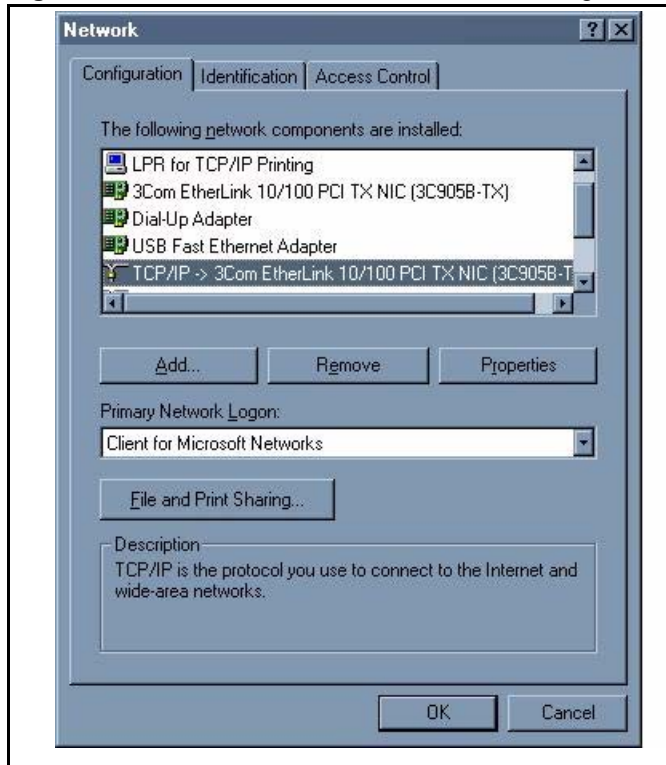 Network
Configuration Identification Access Control
The following network components are installed:
LPR for TCP/IP Printing
3Com EtherLink 10/100 PCI TX NIC (3C905B-TX)
Dial-Up Adapter
USB Fast Ethernet Adapter
TCP/IP -> 3Com EtherLink 10/100 PCI TX NIC (3C905B-T
Add... Remove Properties
Primary Network Logon:
Client for Microsoft Networks
File and Print Sharing...
Description
TCP/IP is the protocol you use to connect to the Internet and
wide-area networks.
OK Cancel